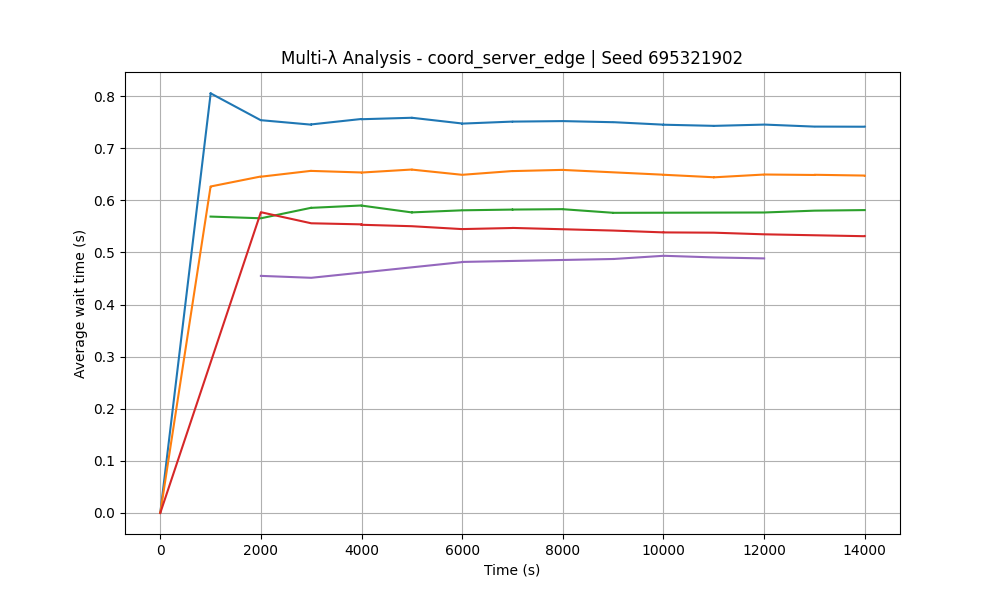 Multi-λ Analysis - coord_server_edge | Seed 695321902
Average wait time (s)
0.8
0.7
0.6
0.5
0.4
0.3
0.2
0.1
0.0
0 2000 4000 6000 8000 10000 12000 14000
Time (s)